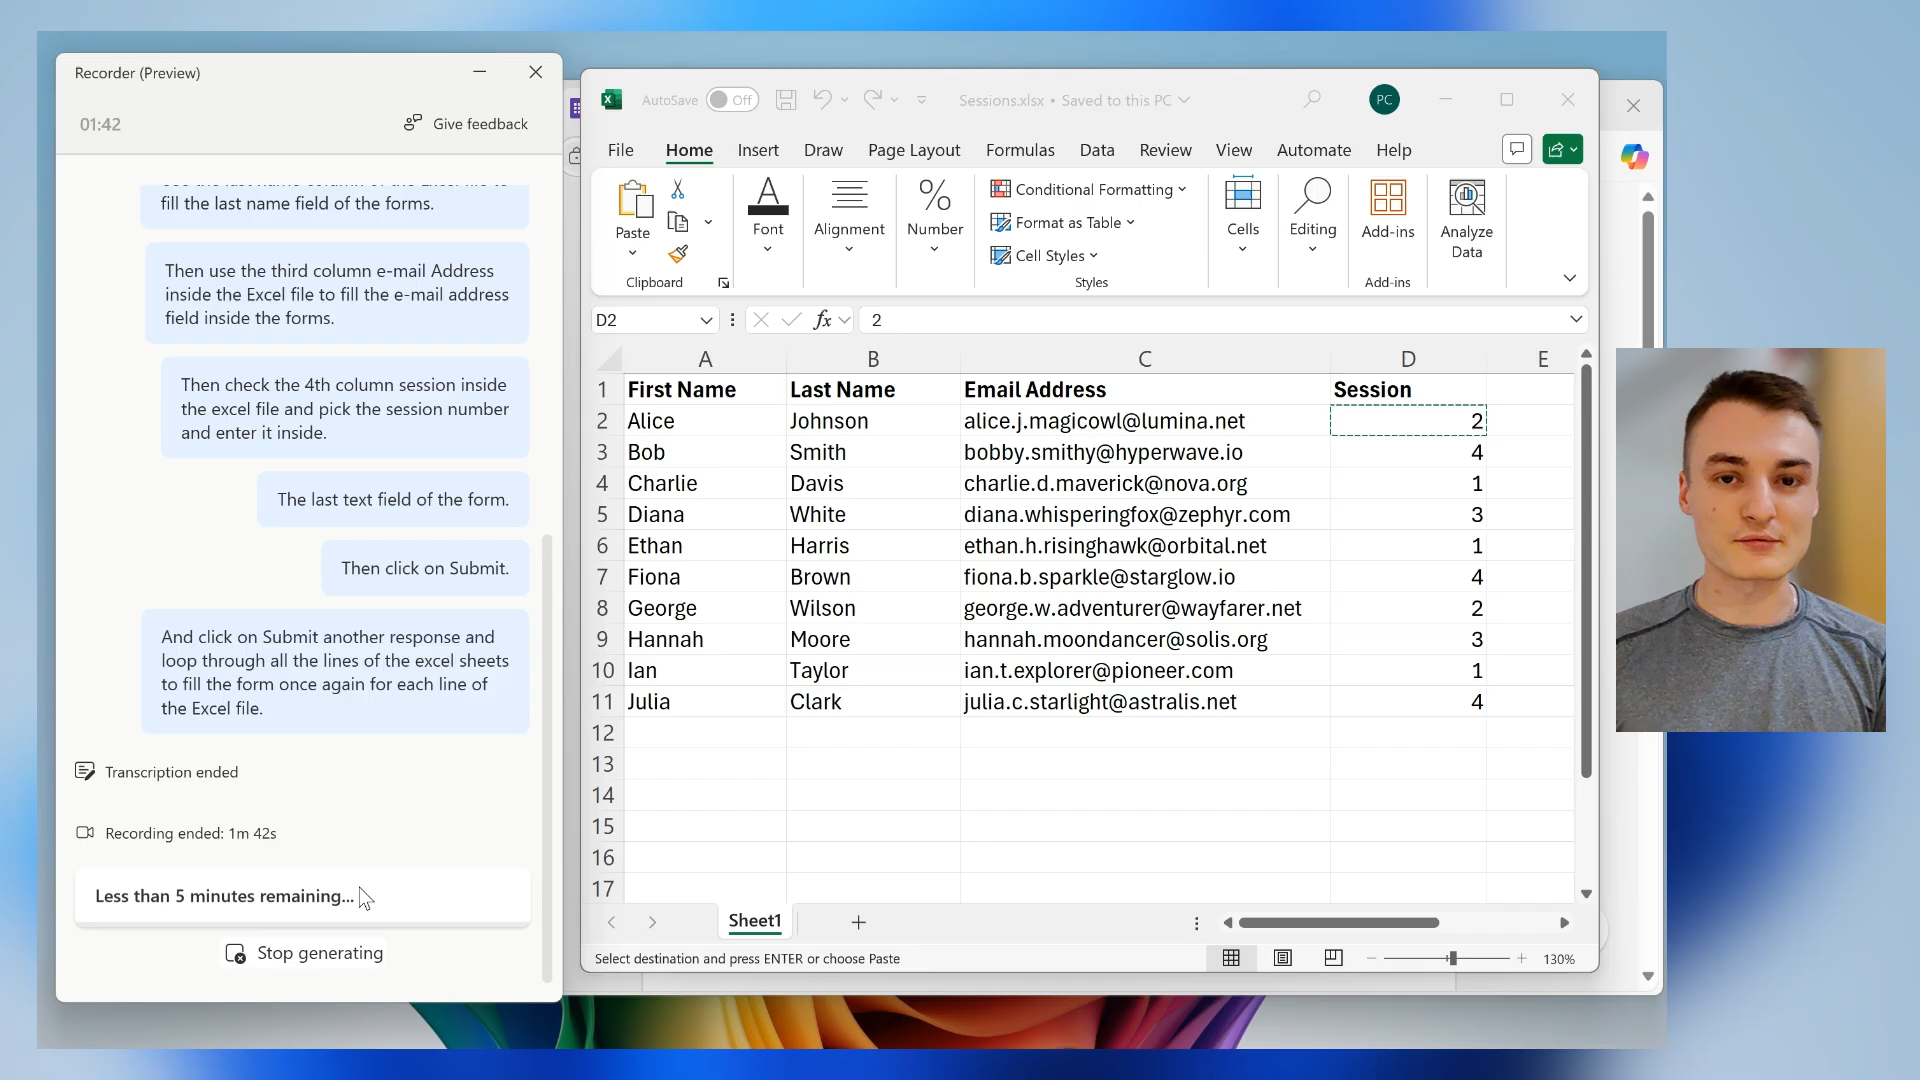 Recorder (Preview)
01:42
Give feedback
fill the last name field of the forms.
Then use the third column e-mail Address
inside the Excel file to fill the e-mail address
field inside the forms.
Then check the 4th column session inside
the excel file and pick the session number
and enter it inside.
The last text field of the form.
Then click on Submit.
And click on Submit another response and
loop through all the lines of the excel sheets
to fill the form once again for each line of
the Excel file.
Transcription ended
Recording ended: 1m 42s
Less than 5 minutes remaining...
Stop generating
AutoSave Off
Sessions.xlsx • Saved to this PC
PC
File Home Insert Draw Page Layout Formulas Data Review View Automate Help
Paste
Clipboard
Font
Alignment
Number
Conditional Formatting
Format as Table
Cell Styles
Styles
Cells
Editing
Add-ins
Add-ins
Analyze
Data
D2
fx
2
A B C D E
1 First Name Last Name Email Address Session
2 Alice Johnson alice.j.magicowl@lumina.net 2
3 Bob Smith bobby.smithy@hyperwave.io 4
4 Charlie Davis charlie.d.maverick@nova.org 1
5 Diana White diana.whisperingfox@zephyr.com 3
6 Ethan Harris ethan.h.risinghawk@orbital.net 1
7 Fiona Brown fiona.b.sparkle@starglow.io 4
8 George Wilson george.w.adventurer@wayfarer.net 2
9 Hannah Moore hannah.moondancer@solis.org 3
10 Ian Taylor ian.t.explorer@pioneer.com 1
11 Julia Clark julia.c.starlight@astralis.net 4
12
13
14
15
16
17
Sheet1
Select destination and press ENTER or choose Paste
130%